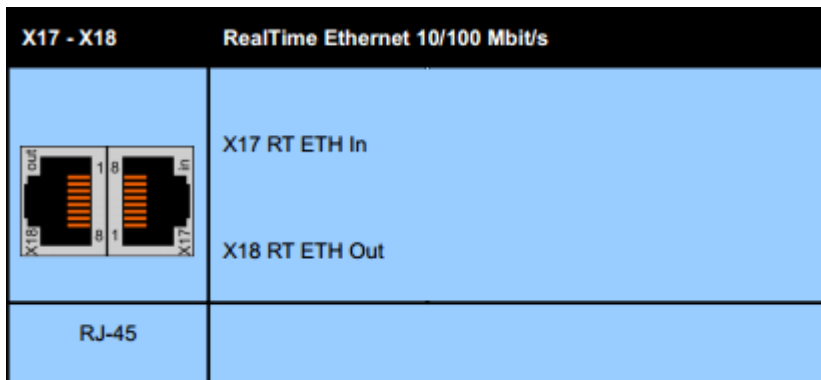 X17 - X18 RealTime Ethernet 10/100 Mbit/s
out 1 8 in
X18 8 1 X17
X17 RT ETH In
X18 RT ETH Out
RJ-45